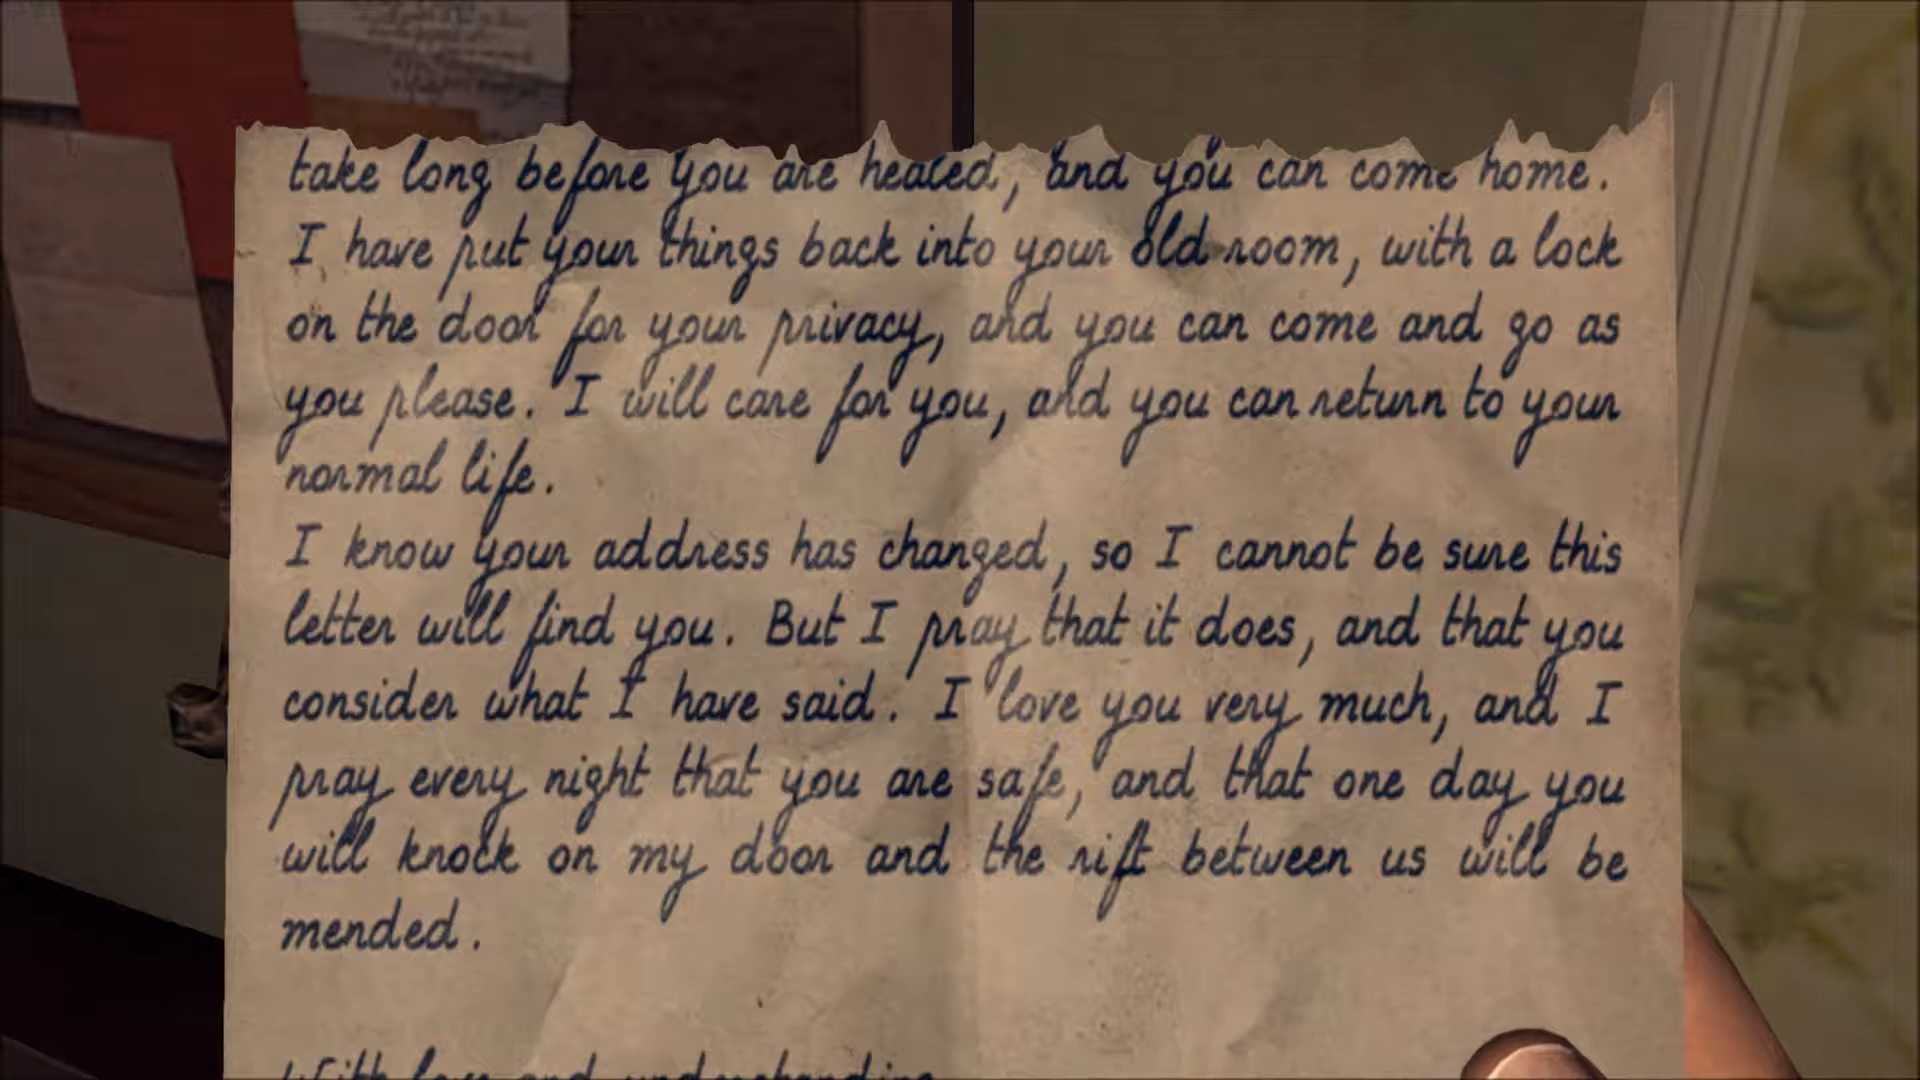 take long before you are healed, and you can come home.
I have put your things back into your old room, with a lock
on the door for your privacy, and you can come and go as
you please. I will care for you, and you can return to your
normal life.
I know your address has changed, so I cannot be sure this
letter will find you. But I pray that it does, and that you
consider what I have said. I love you very much, and I
pray every night that you are safe, and that one day you
will knock on my door and the rift between us will be
mended.
With love and understanding